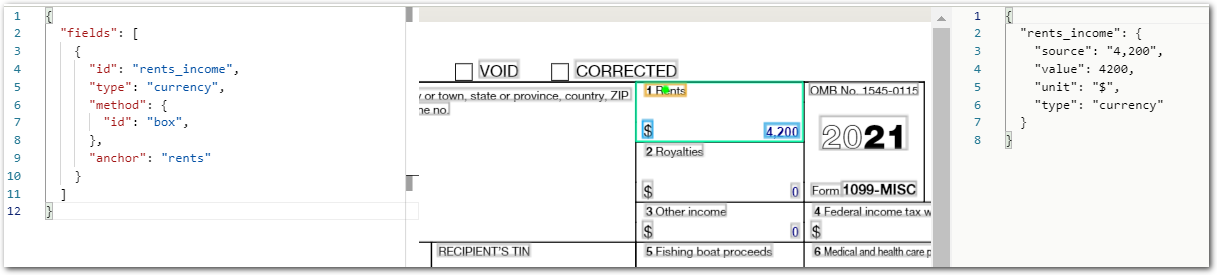 1 {
2 "fields": [
3 {
4 "id": "rents_income",
5 "type": "currency",
6 "method": {
7 "id": "box",
8 },
9 "anchor": "rents"
10 }
11 ]
12 }
VOID CORRECTED
y or town, state or province, country, ZIP
ne no.
1 Rents
$ 4,200
OMB No. 1545-0115
2021
Form 1099-MISC
2 Royalties
$ 0
3 Other income
$ 0
4 Federal income tax w
$
RECIPIENT'S TIN
5 Fishing boat proceeds
6 Medical and health care p
1 {
2 "rents_income": {
3 "source": "4,200",
4 "value": 4200,
5 "unit": "$",
6 "type": "currency"
7 }
8 }